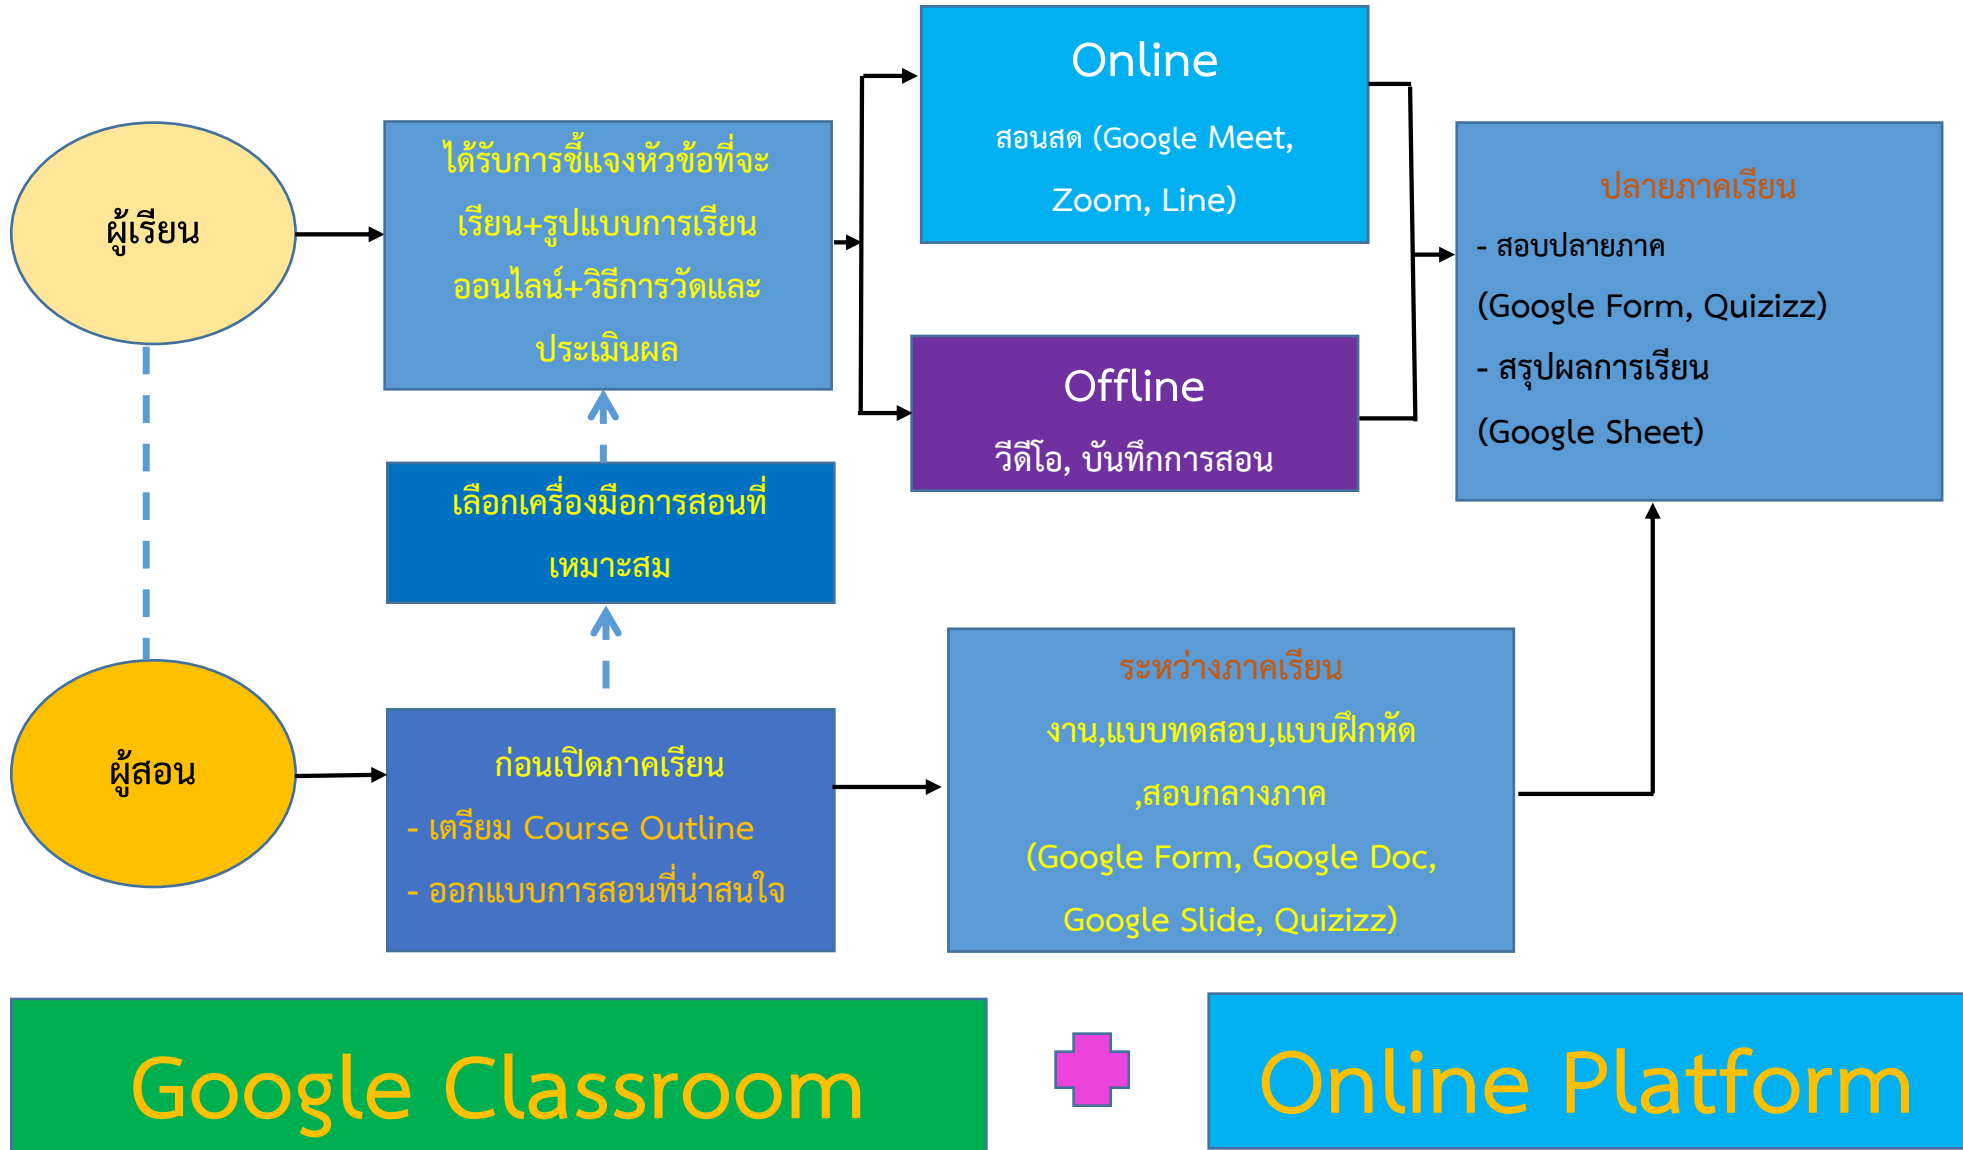 ผู้เรียน
ได้รับการชี้แจงหัวข้อที่จะ
เรียน+รูปแบบการเรียน
ออนไลน์+วิธีการวัดและ
ประเมินผล
Online
สอนสด (Google Meet,
Zoom, Line)
Offline
วีดีโอ, บันทึกการสอน
ปลายภาคเรียน
- สอบปลายภาค
(Google Form, Quizizz)
- สรุปผลการเรียน
(Google Sheet)
เลือกเครื่องมือการสอนที่
เหมาะสม
ผู้สอน
ก่อนเปิดภาคเรียน
- เตรียม Course Outline
- ออกแบบการสอนที่น่าสนใจ
ระหว่างภาคเรียน
งาน,แบบทดสอบ,แบบฝึกหัด
,สอบกลางภาค
(Google Form, Google Doc,
Google Slide, Quizizz)
Google Classroom
Online Platform